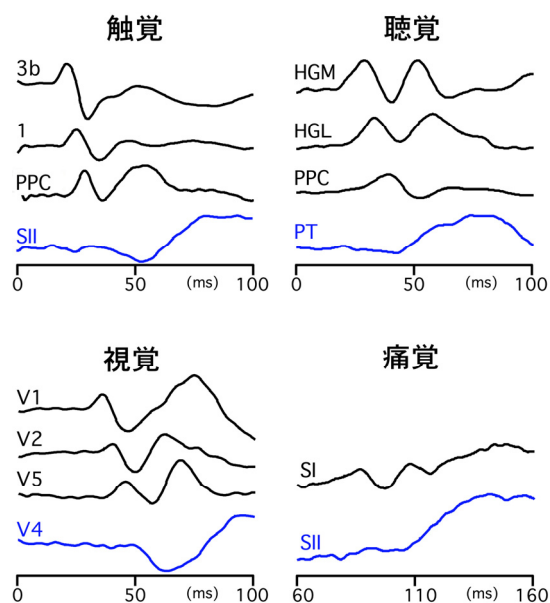 触覚
3b
1
PPC
SII
0 50 (ms) 100
聴覚
HGM
HGL
PPC
PT
0 50 (ms) 100
視覚
V1
V2
V5
V4
0 50 (ms) 100
痛覚
SI
SII
60 110 (ms) 160